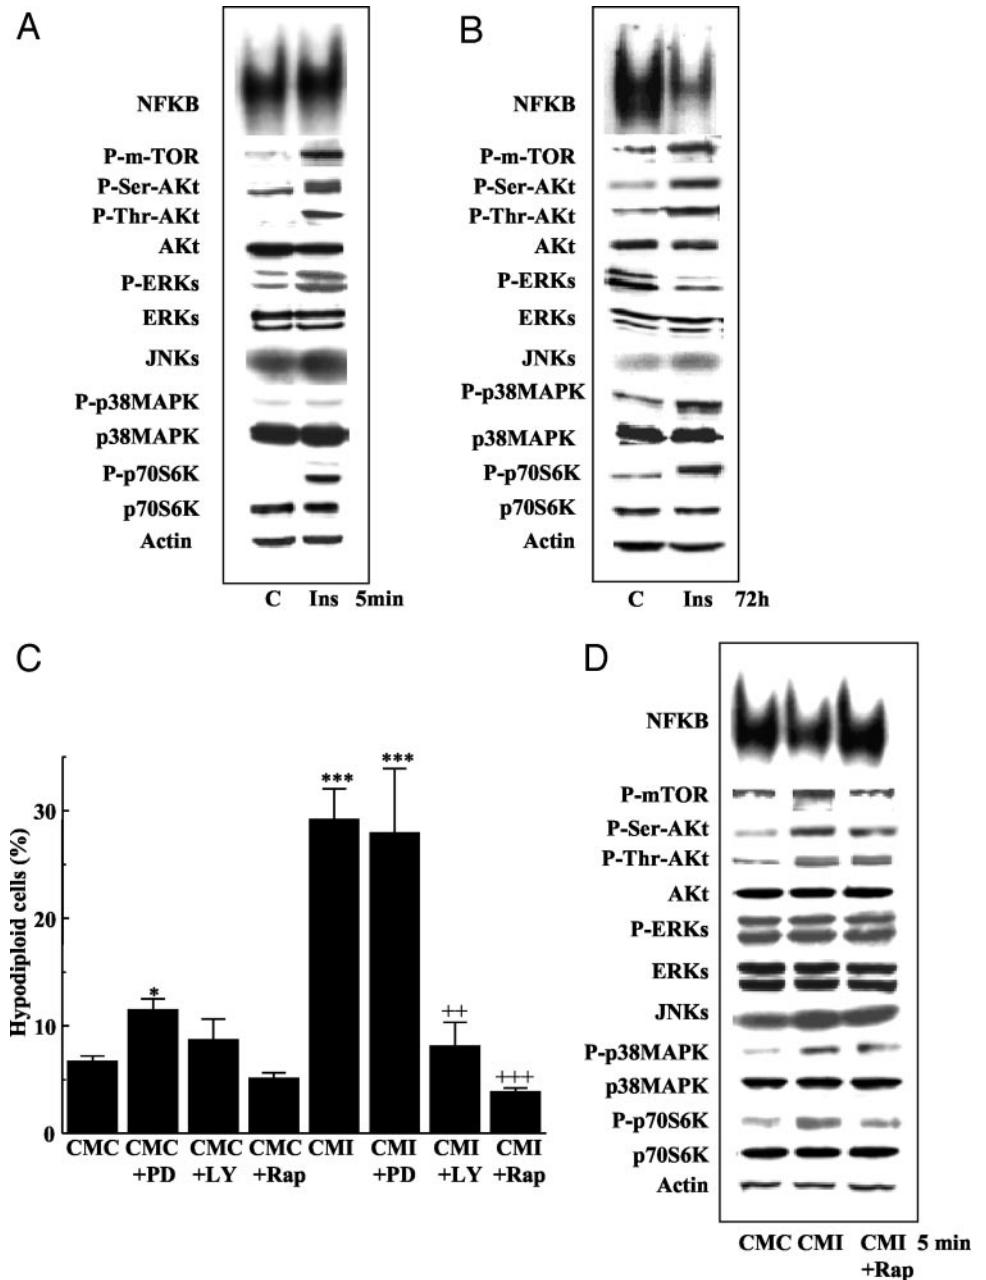 A
NFKB
P-m-TOR
P-Ser-AKt
P-Thr-AKt
AKt
P-ERKs
ERKs
JNKs
P-p38MAPK
p38MAPK
P-p70S6K
p70S6K
Actin
C Ins 5min
B
NFKB
P-m-TOR
P-Ser-AKt
P-Thr-AKt
AKt
P-ERKs
ERKs
JNKs
P-p38MAPK
p38MAPK
P-p70S6K
p70S6K
Actin
C Ins 72h
C
Hypodiploid cells (%)
30
20
10
0
*** ***
*
++
+++
CMC CMC CMC CMC CMI CMI CMI CMI
+PD +LY +Rap +PD +LY +Rap
D
NFKB
P-mTOR
P-Ser-AKt
P-Thr-AKt
AKt
P-ERKs
ERKs
JNKs
P-p38MAPK
p38MAPK
P-p70S6K
p70S6K
Actin
CMC CMI CMI 5 min
+Rap